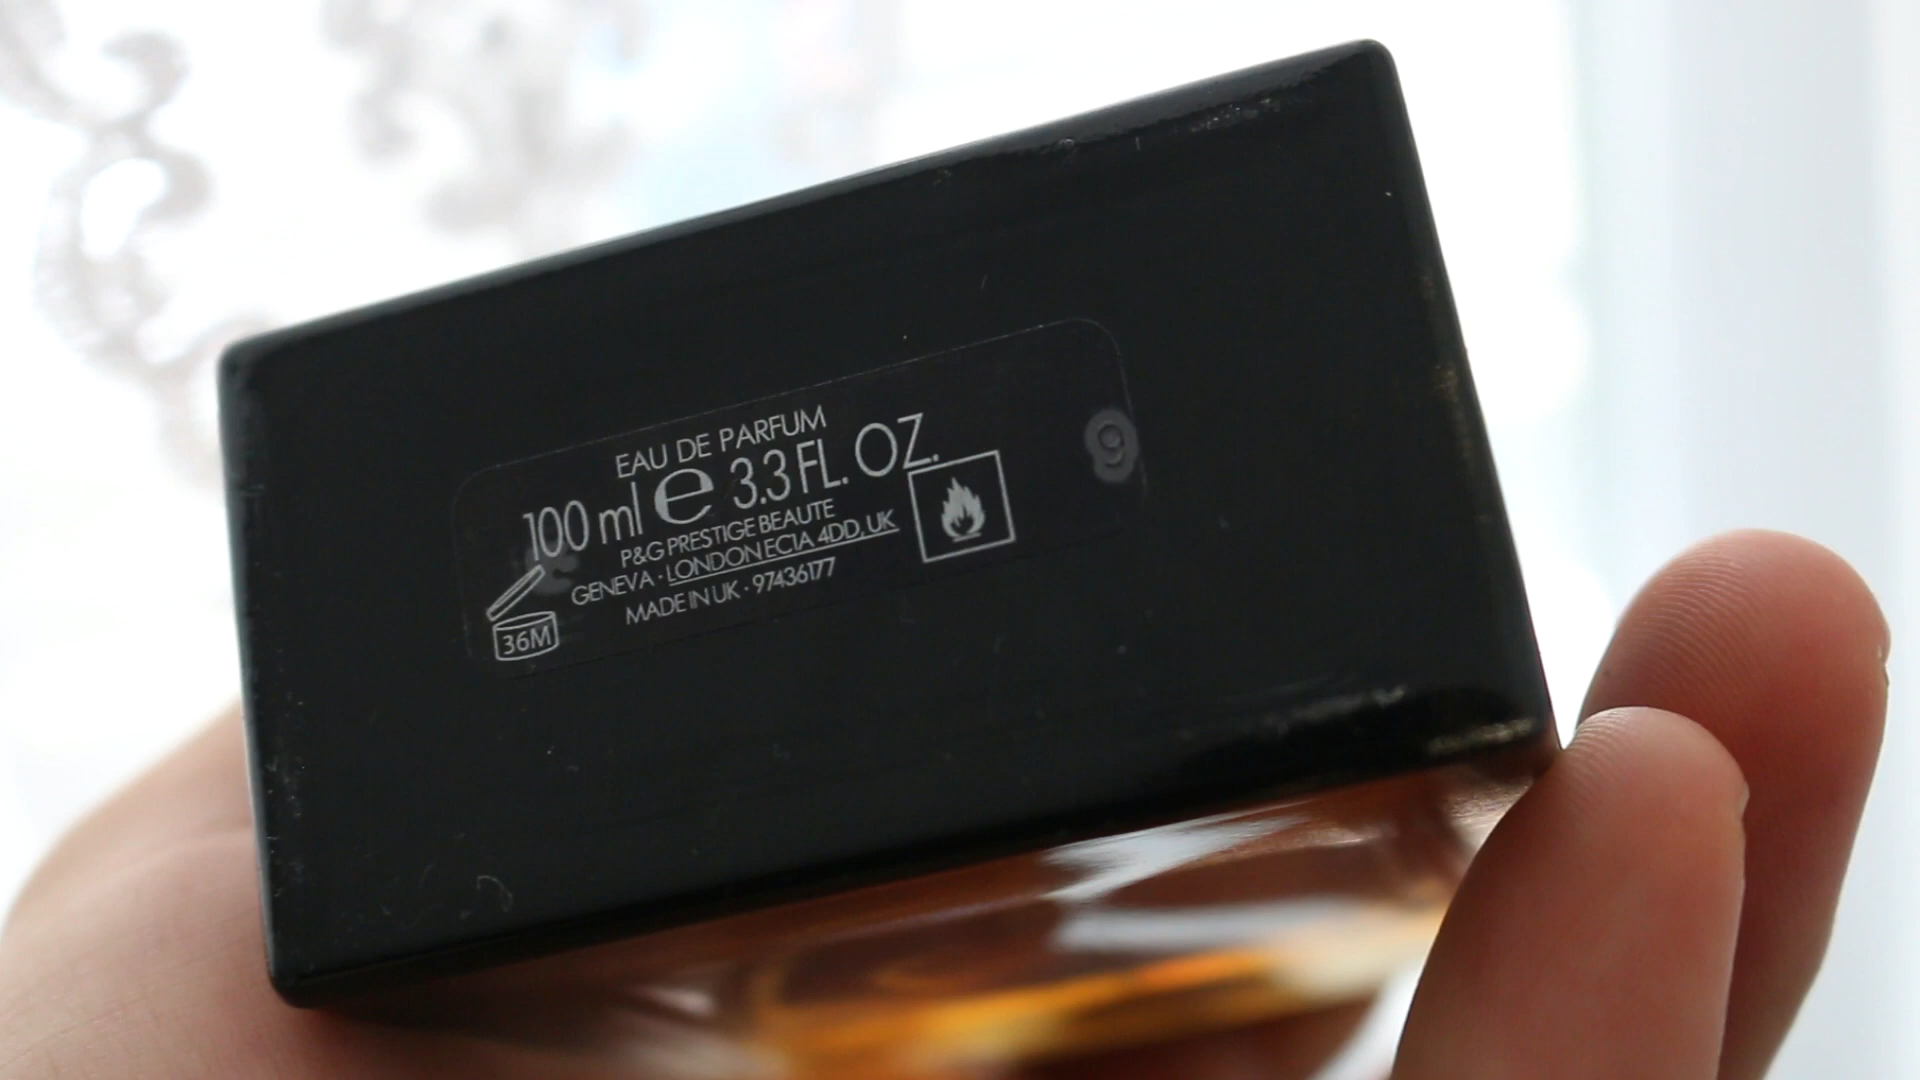 EAU DE PARFUM
100 ml e 3.3 FL. OZ.
P&G PRESTIGE BEAUTE
GENEVA · LONDON EC1A 4DD, UK
MADE IN UK · 97436177
36M
9